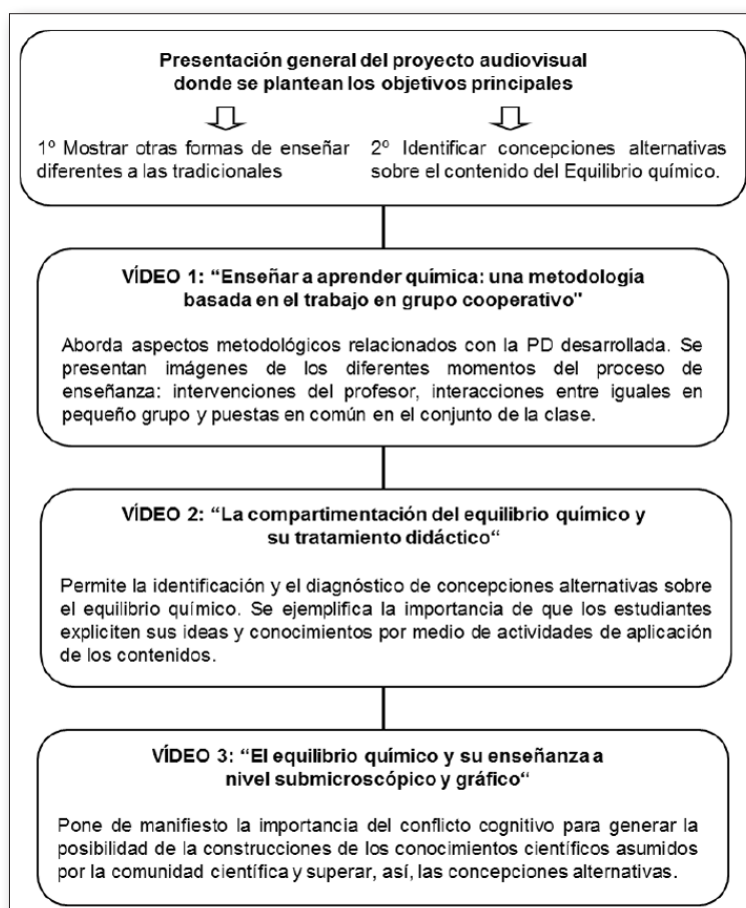 Presentación general del proyecto audiovisual
donde se plantean los objetivos principales
1º Mostrar otras formas de enseñar
diferentes a las tradicionales
2º Identificar concepciones alternativas
sobre el contenido del Equilibrio químico.
VÍDEO 1: “Enseñar a aprender química: una metodología
basada en el trabajo en grupo cooperativo"
Aborda aspectos metodológicos relacionados con la PD desarrollada. Se
presentan imágenes de los diferentes momentos del proceso de
enseñanza: intervenciones del profesor, interacciones entre iguales en
pequeño grupo y puestas en común en el conjunto de la clase.
VÍDEO 2: “La compartimentación del equilibrio químico y
su tratamiento didáctico“
Permite la identificación y el diagnóstico de concepciones alternativas sobre
el equilibrio químico. Se ejemplifica la importancia de que los estudiantes
expliciten sus ideas y conocimientos por medio de actividades de aplicación
de los contenidos.
VÍDEO 3: “El equilibrio químico y su enseñanza a
nivel submicroscópico y gráfico“
Pone de manifiesto la importancia del conflicto cognitivo para generar la
posibilidad de la construcciones de los conocimientos científicos asumidos
por la comunidad científica y superar, así, las concepciones alternativas.